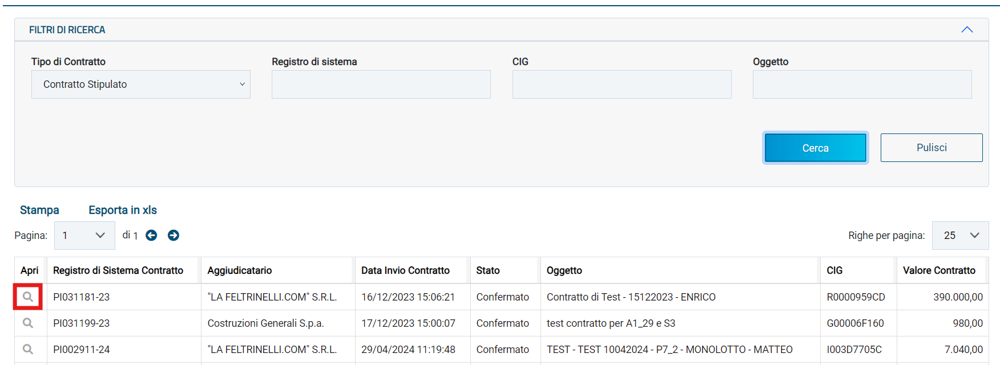 FILTRI DI RICERCA
Tipo di Contratto Registro di sistema CIG Oggetto
Contratto Stipulato
Cerca Pulisci
Stampa Esporta in xls
Pagina: 1 di 1 Righe per pagina: 25
Apri Registro di Sistema Contratto Aggiudicatario Data Invio Contratto Stato Oggetto CIG Valore Contratto
PI031181-23 "LA FELTRINELLI.COM" S.R.L. 16/12/2023 15:06:21 Confermato Contratto di Test - 15122023 - ENRICO R0000959CD 390.000,00
PI031199-23 Costruzioni Generali S.p.a. 17/12/2023 15:00:07 Confermato test contratto per A1_29 e S3 G00006F160 980,00
PI002911-24 "LA FELTRINELLI.COM" S.R.L. 29/04/2024 11:19:48 Confermato TEST - TEST 10042024 - P7_2 - MONOLOTTO - MATTEO I003D7705C 7.040,00